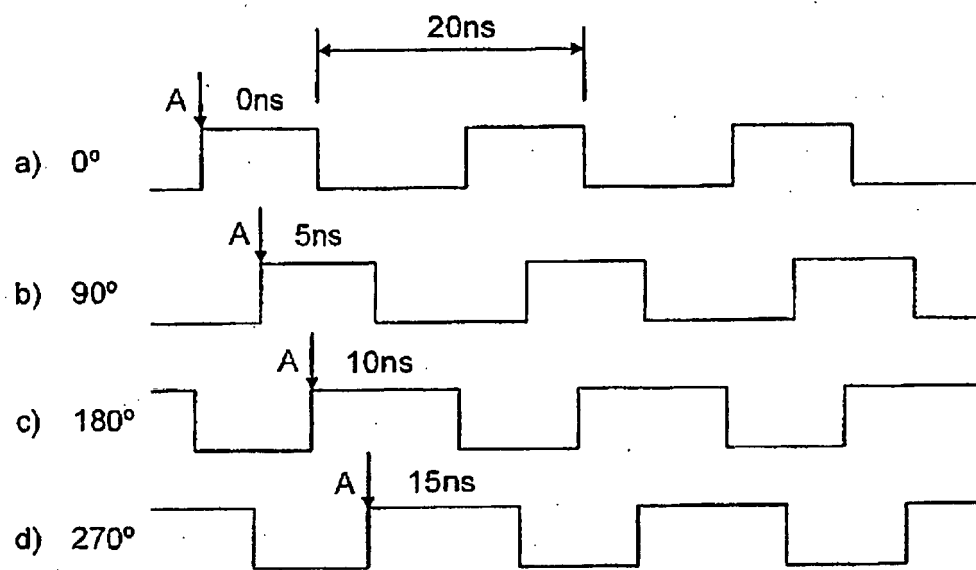 20ns
A 0ns
a) 0º
A 5ns
b) 90º
A 10ns
c) 180º
A 15ns
d) 270º